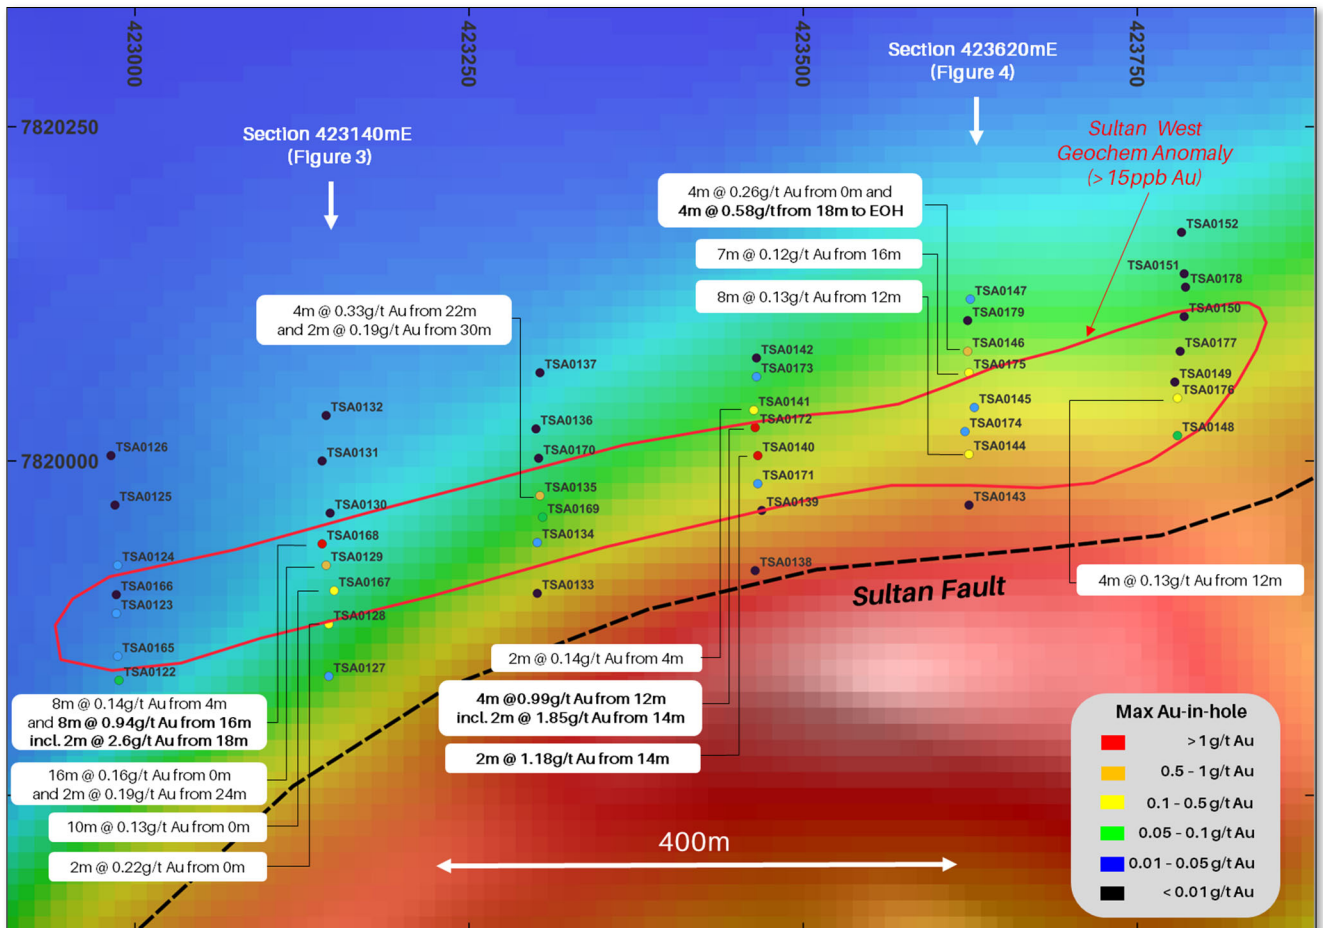 423000
423250
423500
423750
7820250
7820000
Section 423140mE
(Figure 3)
Section 423620mE
(Figure 4)
Sultan West
Geochem Anomaly
(> 15ppb Au)
4m @ 0.26g/t Au from 0m and
4m @ 0.58g/t from 18m to EOH
7m @ 0.12g/t Au from 16m
8m @ 0.13g/t Au from 12m
4m @ 0.33g/t Au from 22m
and 2m @ 0.19g/t Au from 30m
TSA0152
TSA0151
TSA0178
TSA0150
TSA0177
TSA0149
TSA0176
TSA0148
TSA0147
TSA0179
TSA0146
TSA0175
TSA0145
TSA0174
TSA0144
TSA0143
TSA0142
TSA0173
TSA0141
TSA0172
TSA0140
TSA0171
TSA0139
TSA0138
TSA0137
TSA0136
TSA0170
TSA0135
TSA0169
TSA0134
TSA0133
TSA0132
TSA0131
TSA0130
TSA0168
TSA0129
TSA0167
TSA0128
TSA0127
TSA0126
TSA0125
TSA0124
TSA0166
TSA0123
TSA0165
TSA0122
4m @ 0.13g/t Au from 12m
Sultan Fault
2m @ 0.14g/t Au from 4m
4m @0.99g/t Au from 12m
incl. 2m @ 1.85g/t Au from 14m
2m @ 1.18g/t Au from 14m
8m @ 0.14g/t Au from 4m
and 8m @ 0.94g/t Au from 16m
incl. 2m @ 2.6g/t Au from 18m
16m @ 0.16g/t Au from 0m
and 2m @ 0.19g/t Au from 24m
10m @ 0.13g/t Au from 0m
2m @ 0.22g/t Au from 0m
400m
Max Au-in-hole
> 1 g/t Au
0.5 - 1 g/t Au
0.1 - 0.5 g/t Au
0.05 - 0.1 g/t Au
0.01 - 0.05 g/t Au
< 0.01 g/t Au